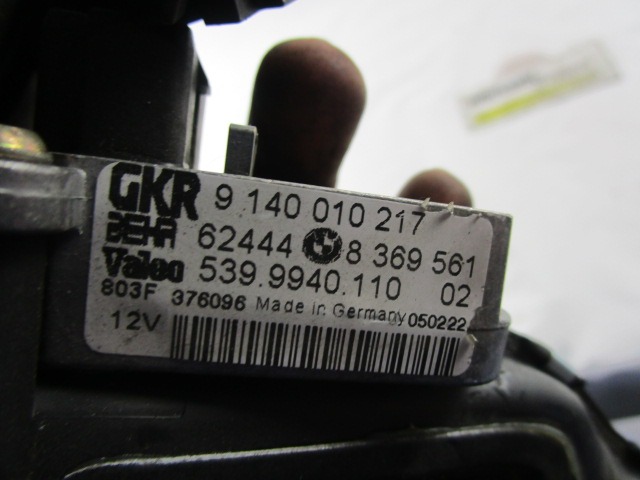 GKR 9 140 010 217
BEHR 62444 8 369 561
Valeo 539.9940.110 02
803F 376096 Made in Germany 050222
12V